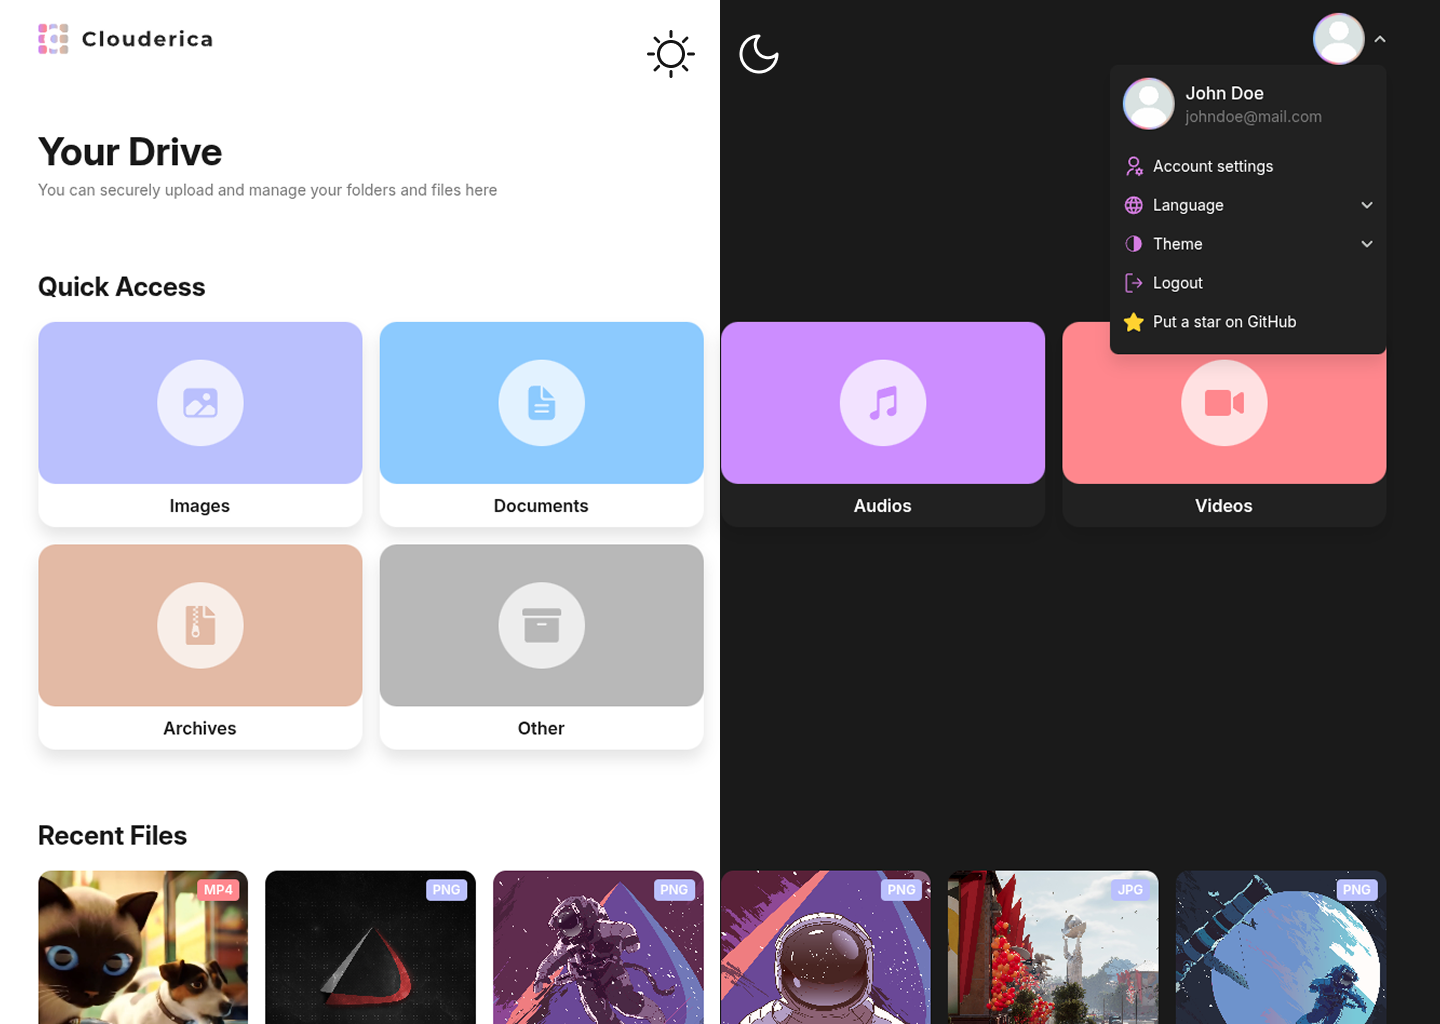 Clouderica
John Doe
johndoe@mail.com
Account settings
Language
Theme
Logout
Put a star on GitHub
Your Drive
You can securely upload and manage your folders and files here
Quick Access
Images
Documents
Audios
Videos
Archives
Other
Recent Files
MP4
PNG
PNG
PNG
JPG
PNG